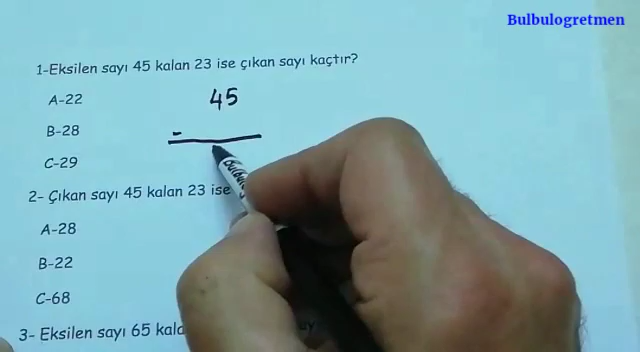 Bulbulogretmen
1-Eksilen sayı 45 kalan 23 ise çıkan sayı kaçtır?
A-22
45
B-28
-
C-29
2- Çıkan sayı 45 kalan 23 ise
A-28
B-22
C-68
3- Eksilen sayı 65